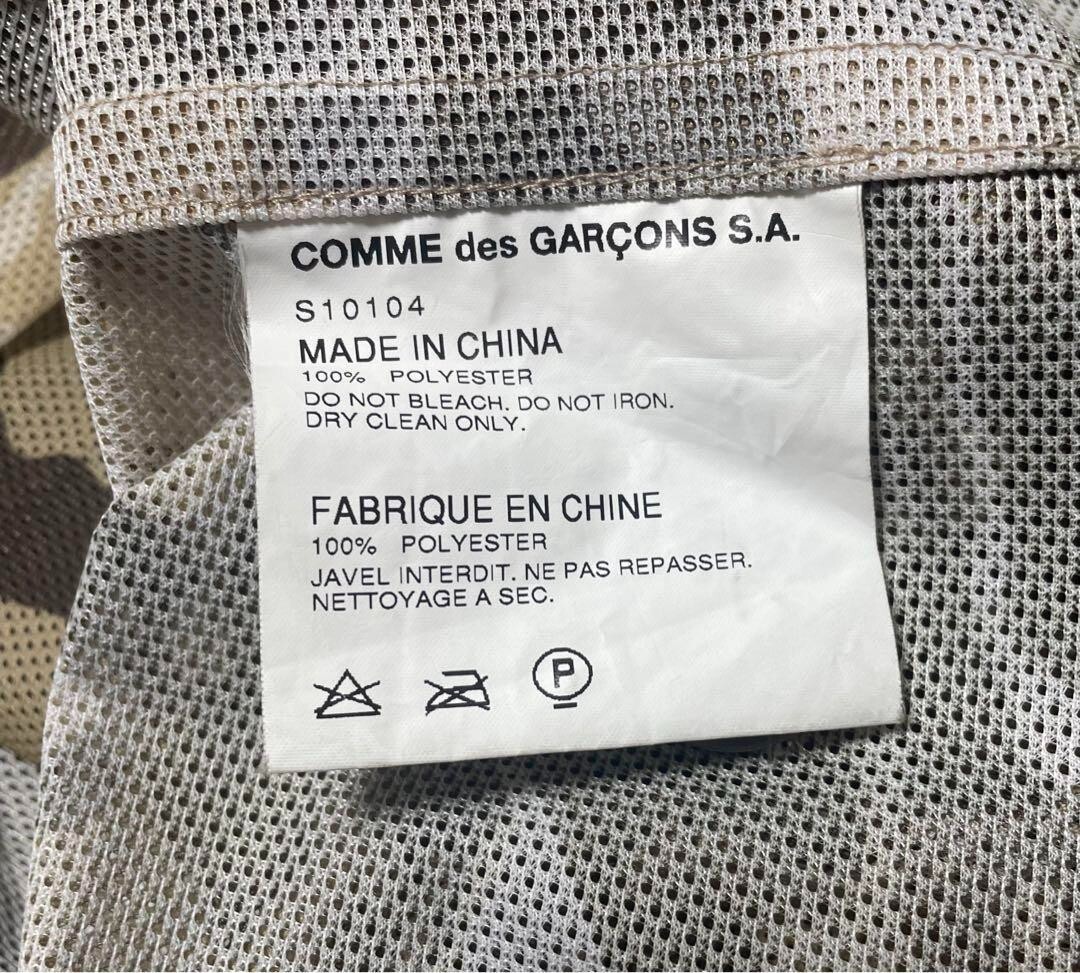 COMME des GARÇONS S.A.
S10104
MADE IN CHINA
100% POLYESTER
DO NOT BLEACH. DO NOT IRON.
DRY CLEAN ONLY.
FABRIQUE EN CHINE
100% POLYESTER
JAVEL INTERDIT. NE PAS REPASSER.
NETTOYAGE A SEC.
P